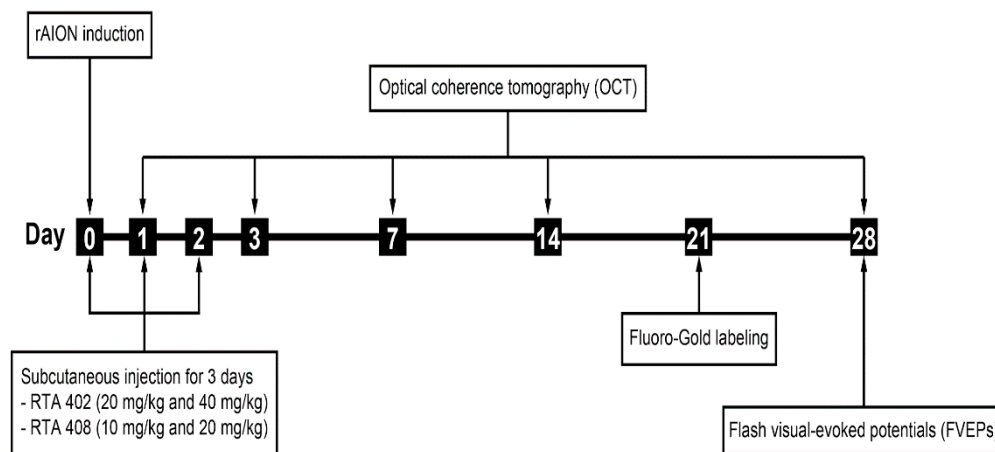 rAION induction
Optical coherence tomography (OCT)
Day 0 1 2 3 7 14 21 28
Fluoro-Gold labeling
Subcutaneous injection for 3 days
- RTA 402 (20 mg/kg and 40 mg/kg)
- RTA 408 (10 mg/kg and 20 mg/kg)
Flash visual-evoked potentials (FVEPs)